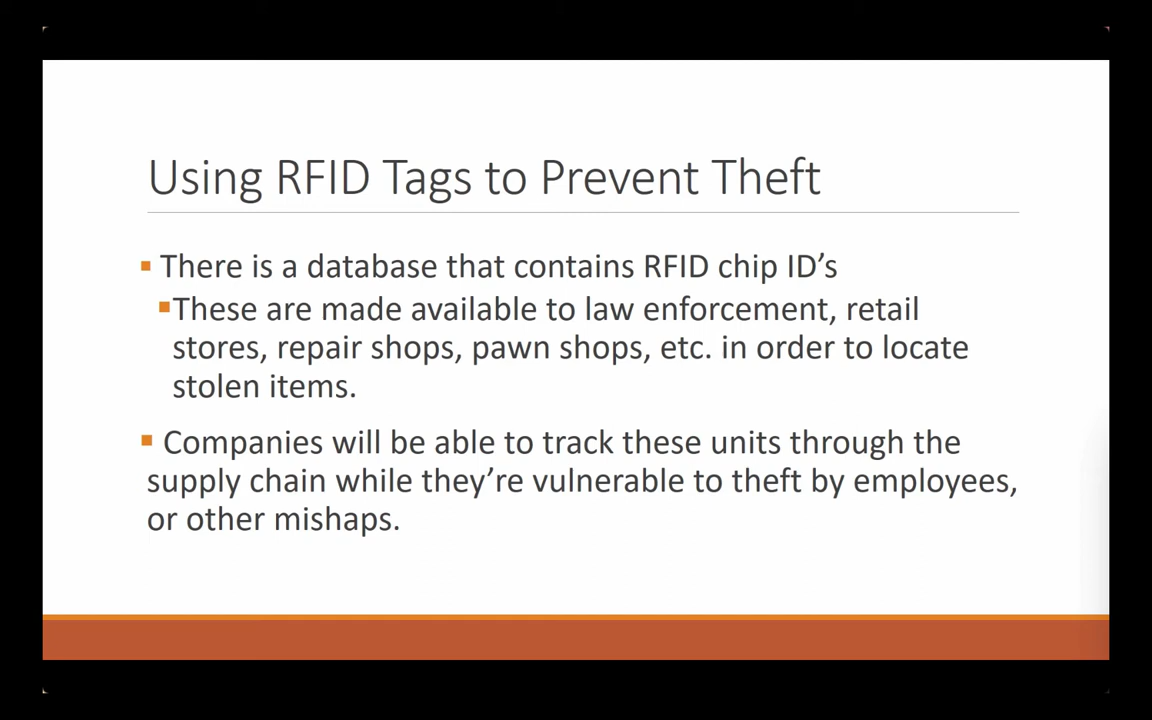 Using RFID Tags to Prevent Theft
▪ There is a database that contains RFID chip ID’s
▪These are made available to law enforcement, retail
stores, repair shops, pawn shops, etc. in order to locate
stolen items.
▪ Companies will be able to track these units through the
supply chain while they’re vulnerable to theft by employees,
or other mishaps.